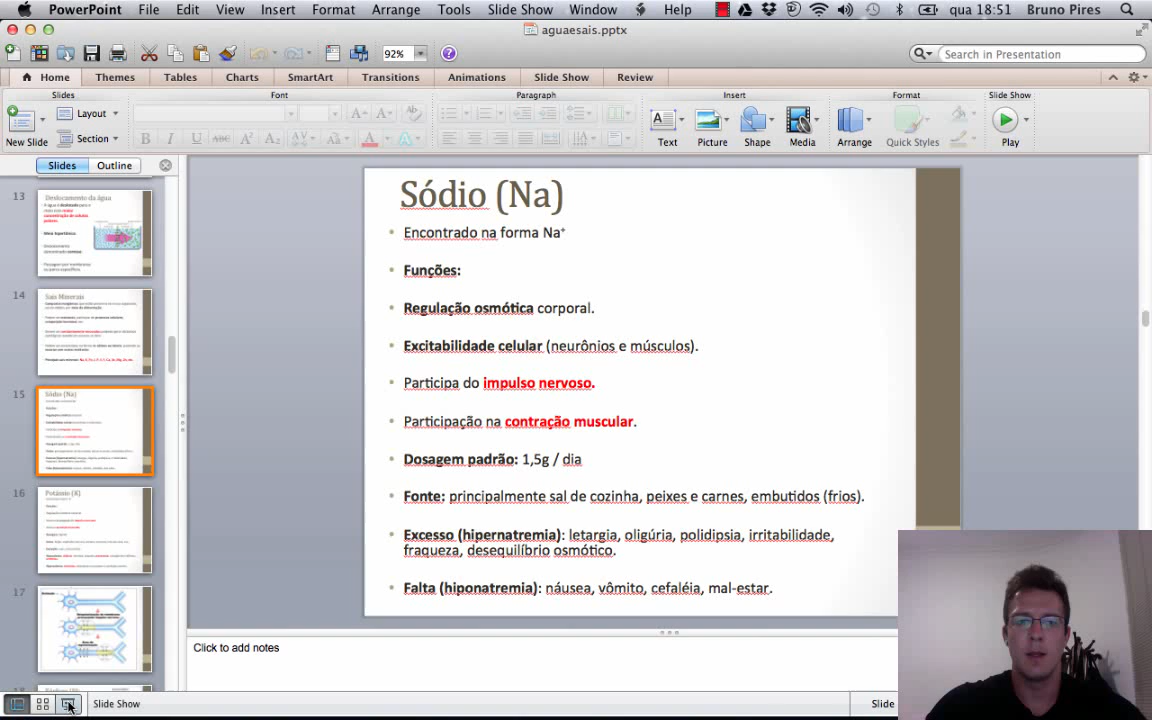 PowerPoint File Edit View Insert Format Arrange Tools Slide Show Window Help qua 18:51 Bruno Pires
aguaesais.pptx
92% Search in Presentation
Home Themes Tables Charts SmartArt Transitions Animations Slide Show Review
Slides Font Paragraph Insert Format Slide Show
Layout
Section
New Slide
Text Picture Shape Media Arrange Quick Styles Play
Slides Outline
13
Deslocamento da água
14
Sais Minerais
15
Sódio (Na)
16
Potássio (K)
17
Sódio (Na)
Encontrado na forma Na⁺
Funções:
Regulação osmótica corporal.
Excitabilidade celular (neurônios e músculos).
Participa do impulso nervoso.
Participação na contração muscular.
Dosagem padrão: 1,5g / dia
Fonte: principalmente sal de cozinha, peixes e carnes, embutidos (frios).
Excesso (hipernatremia): letargia, oligúria, polidipsia, irritabilidade,
fraqueza, desequilíbrio osmótico.
Falta (hiponatremia): náusea, vômito, cefaléia, mal-estar.
Click to add notes
Slide Show
Slide